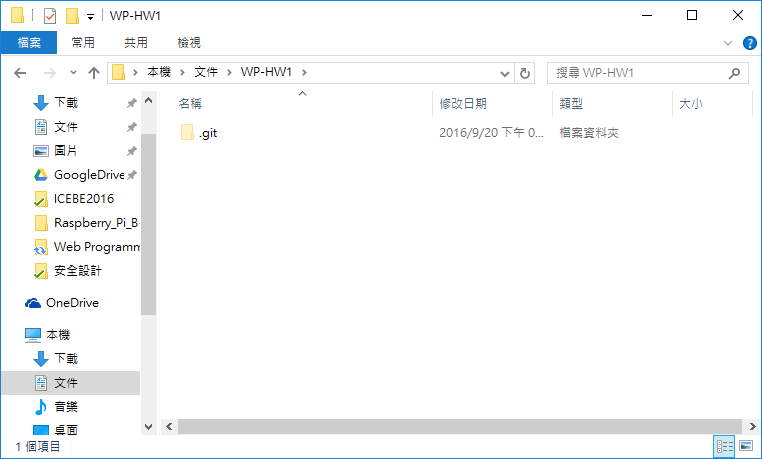 WP-HW1
檔案 常用 共用 檢視
本機 文件 WP-HW1 搜尋 WP-HW1
名稱 修改日期 類型 大小
.git 2016/9/20 下午 0... 檔案資料夾
下載
文件
圖片
GoogleDrive
ICEBE2016
Raspberry_Pi_B
Web Programm
安全設計
OneDrive
本機
下載
文件
音樂
桌面
1 個項目